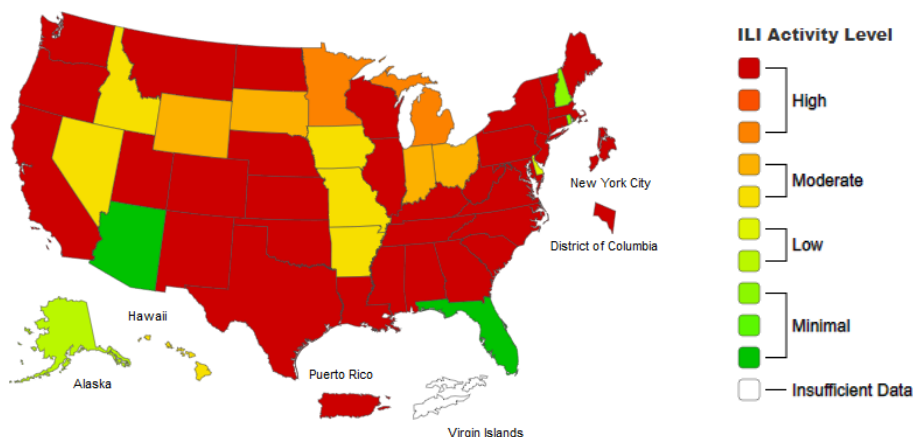 ILI Activity Level
High
Moderate
Low
Minimal
Insufficient Data
New York City
District of Columbia
Hawaii
Alaska
Puerto Rico
Virgin Islands